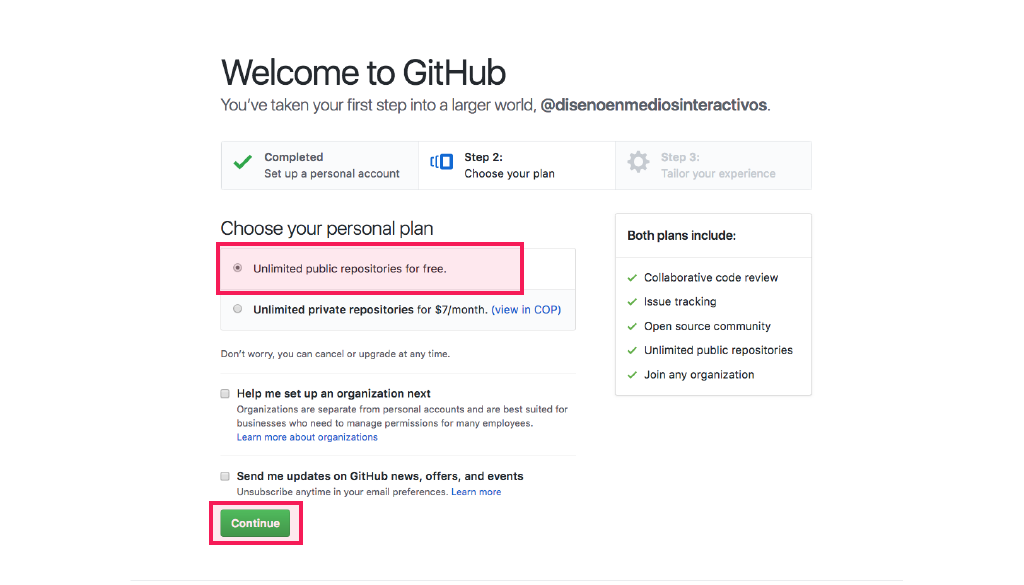 Welcome to GitHub
You've taken your first step into a larger world, @disenoenmediosinteractivos.
Completed
Set up a personal account
Step 2:
Choose your plan
Step 3:
Tailor your experience
Choose your personal plan
Unlimited public repositories for free.
Unlimited private repositories for $7/month. (view in COP)
Don't worry, you can cancel or upgrade at any time.
Help me set up an organization next
Organizations are separate from personal accounts and are best suited for
businesses who need to manage permissions for many employees.
Learn more about organizations
Send me updates on GitHub news, offers, and events
Unsubscribe anytime in your email preferences. Learn more
Continue
Both plans include:
Collaborative code review
Issue tracking
Open source community
Unlimited public repositories
Join any organization